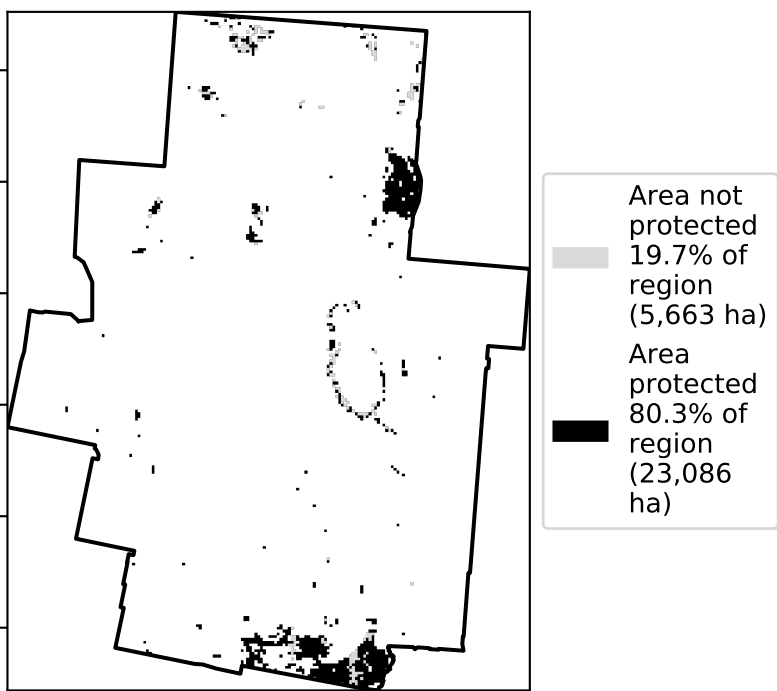 Area not
protected
19.7% of
region
(5,663 ha)
Area
protected
80.3% of
region
(23,086
ha)